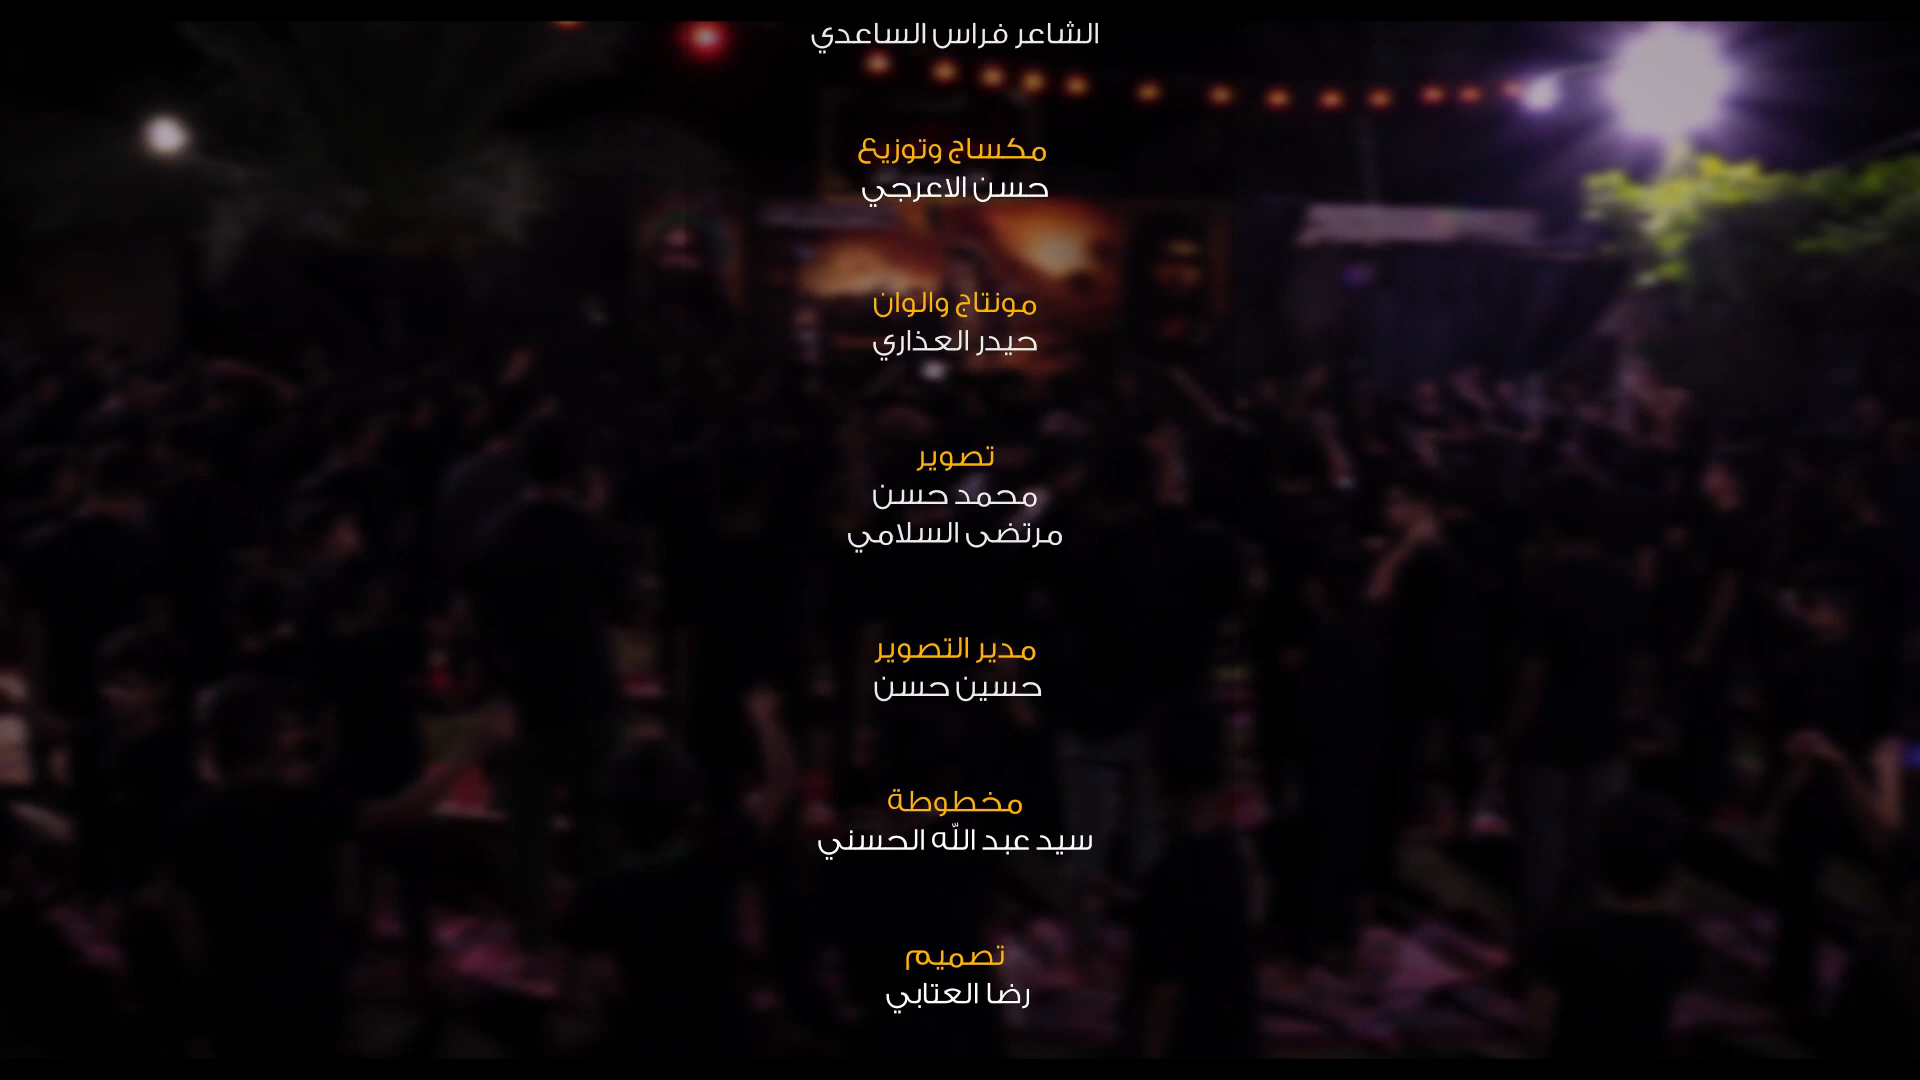 الشاعر فراس الساعدي
مكساج وتوزيع
حسن الاعرجي
مونتاج والوان
حيدر العذاري
تصوير
محمد حسن
مرتضى السلامي
مدير التصوير
حسين حسن
مخطوطة
سيد عبد الله الحسني
تصميم
رضا العتابي